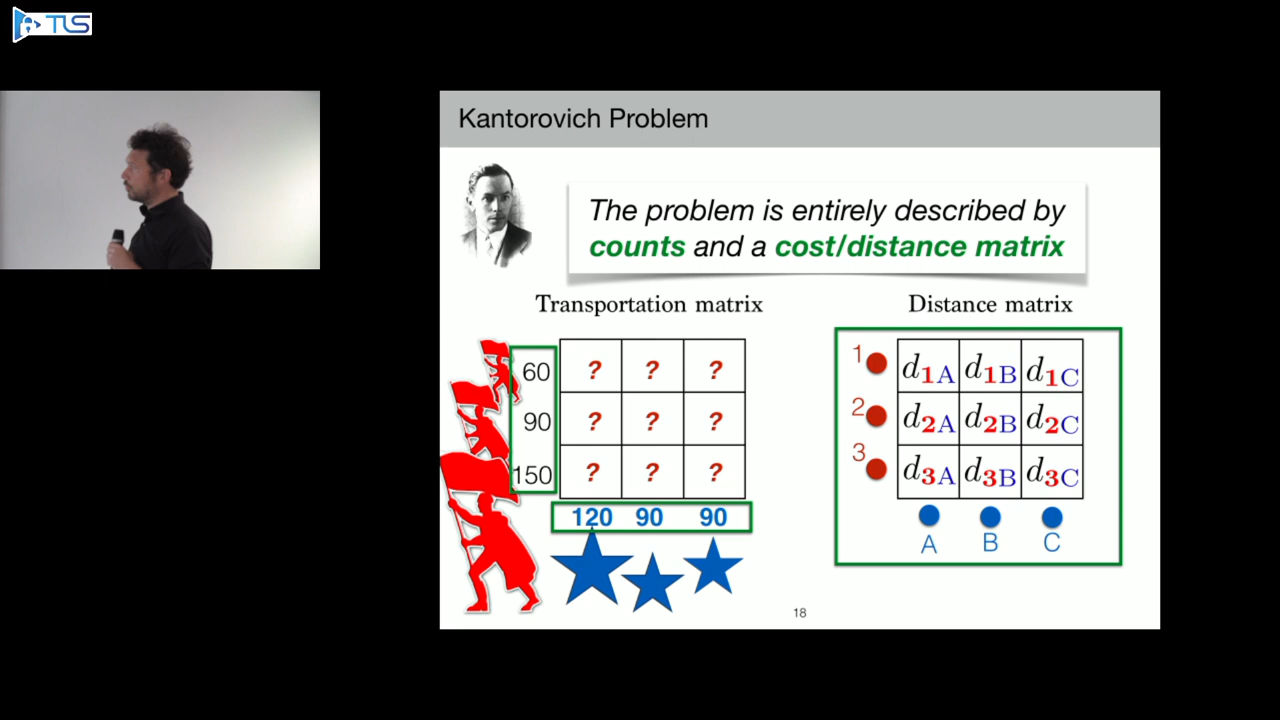 TLS
Kantorovich Problem
The problem is entirely described by
counts and a cost/distance matrix
Transportation matrix
60 ? ? ?
90 ? ? ?
150 ? ? ?
120 90 90
Distance matrix
1 d1A d1B d1C
2 d2A d2B d2C
3 d3A d3B d3C
A B C
18